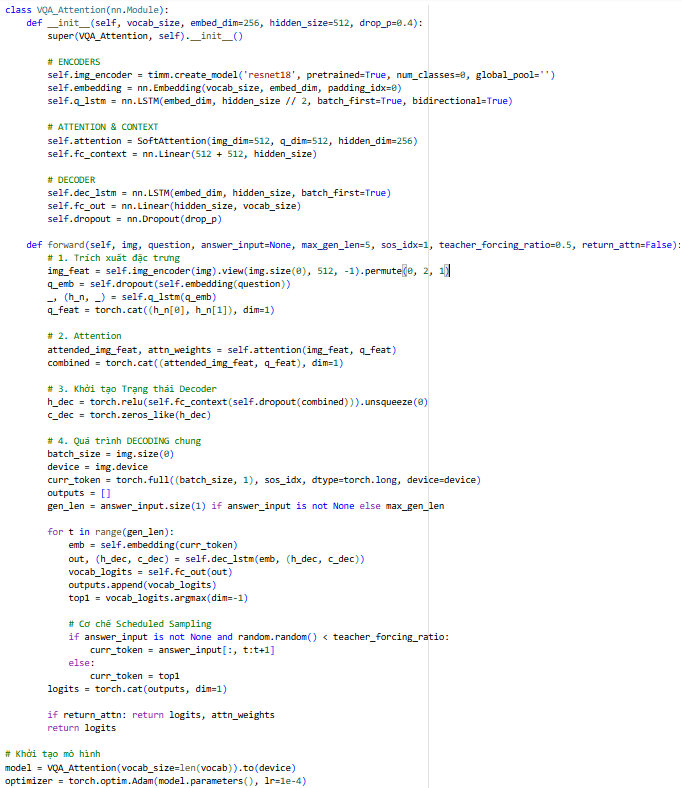 class VQA_Attention(nn.Module):
    def __init__(self, vocab_size, embed_dim=256, hidden_size=512, drop_p=0.4):
        super(VQA_Attention, self).__init__()

        # ENCODERS
        self.img_encoder = timm.create_model('resnet18', pretrained=True, num_classes=0, global_pool='')
        self.embedding = nn.Embedding(vocab_size, embed_dim, padding_idx=0)
        self.q_lstm = nn.LSTM(embed_dim, hidden_size // 2, batch_first=True, bidirectional=True)

        # ATTENTION & CONTEXT
        self.attention = SoftAttention(img_dim=512, q_dim=512, hidden_dim=256)
        self.fc_context = nn.Linear(512 + 512, hidden_size)

        # DECODER
        self.dec_lstm = nn.LSTM(embed_dim, hidden_size, batch_first=True)
        self.fc_out = nn.Linear(hidden_size, vocab_size)
        self.dropout = nn.Dropout(drop_p)

    def forward(self, img, question, answer_input=None, max_gen_len=5, sos_idx=1, teacher_forcing_ratio=0.5, return_attn=False):
        # 1. Trích xuất đặc trưng
        img_feat = self.img_encoder(img).view(img.size(0), 512, -1).permute(0, 2, 1)
        q_emb = self.dropout(self.embedding(question))
        _, (h_n, _) = self.q_lstm(q_emb)
        q_feat = torch.cat((h_n[0], h_n[1]), dim=1)

        # 2. Attention
        attended_img_feat, attn_weights = self.attention(img_feat, q_feat)
        combined = torch.cat((attended_img_feat, q_feat), dim=1)

        # 3. Khởi tạo Trạng thái Decoder
        h_dec = torch.relu(self.fc_context(self.dropout(combined))).unsqueeze(0)
        c_dec = torch.zeros_like(h_dec)

        # 4. Quá trình DECODING chung
        batch_size = img.size(0)
        device = img.device
        curr_token = torch.full((batch_size, 1), sos_idx, dtype=torch.long, device=device)
        outputs = []
        gen_len = answer_input.size(1) if answer_input is not None else max_gen_len

        for t in range(gen_len):
            emb = self.embedding(curr_token)
            out, (h_dec, c_dec) = self.dec_lstm(emb, (h_dec, c_dec))
            vocab_logits = self.fc_out(out)
            outputs.append(vocab_logits)
            top1 = vocab_logits.argmax(dim=-1)

            # Cơ chế Scheduled Sampling
            if answer_input is not None and random.random() < teacher_forcing_ratio:
                curr_token = answer_input[:, t:t+1]
            else:
                curr_token = top1
        logits = torch.cat(outputs, dim=1)

        if return_attn: return logits, attn_weights
        return logits

# Khởi tạo mô hình
model = VQA_Attention(vocab_size=len(vocab)).to(device)
optimizer = torch.optim.Adam(model.parameters(), lr=1e-4)